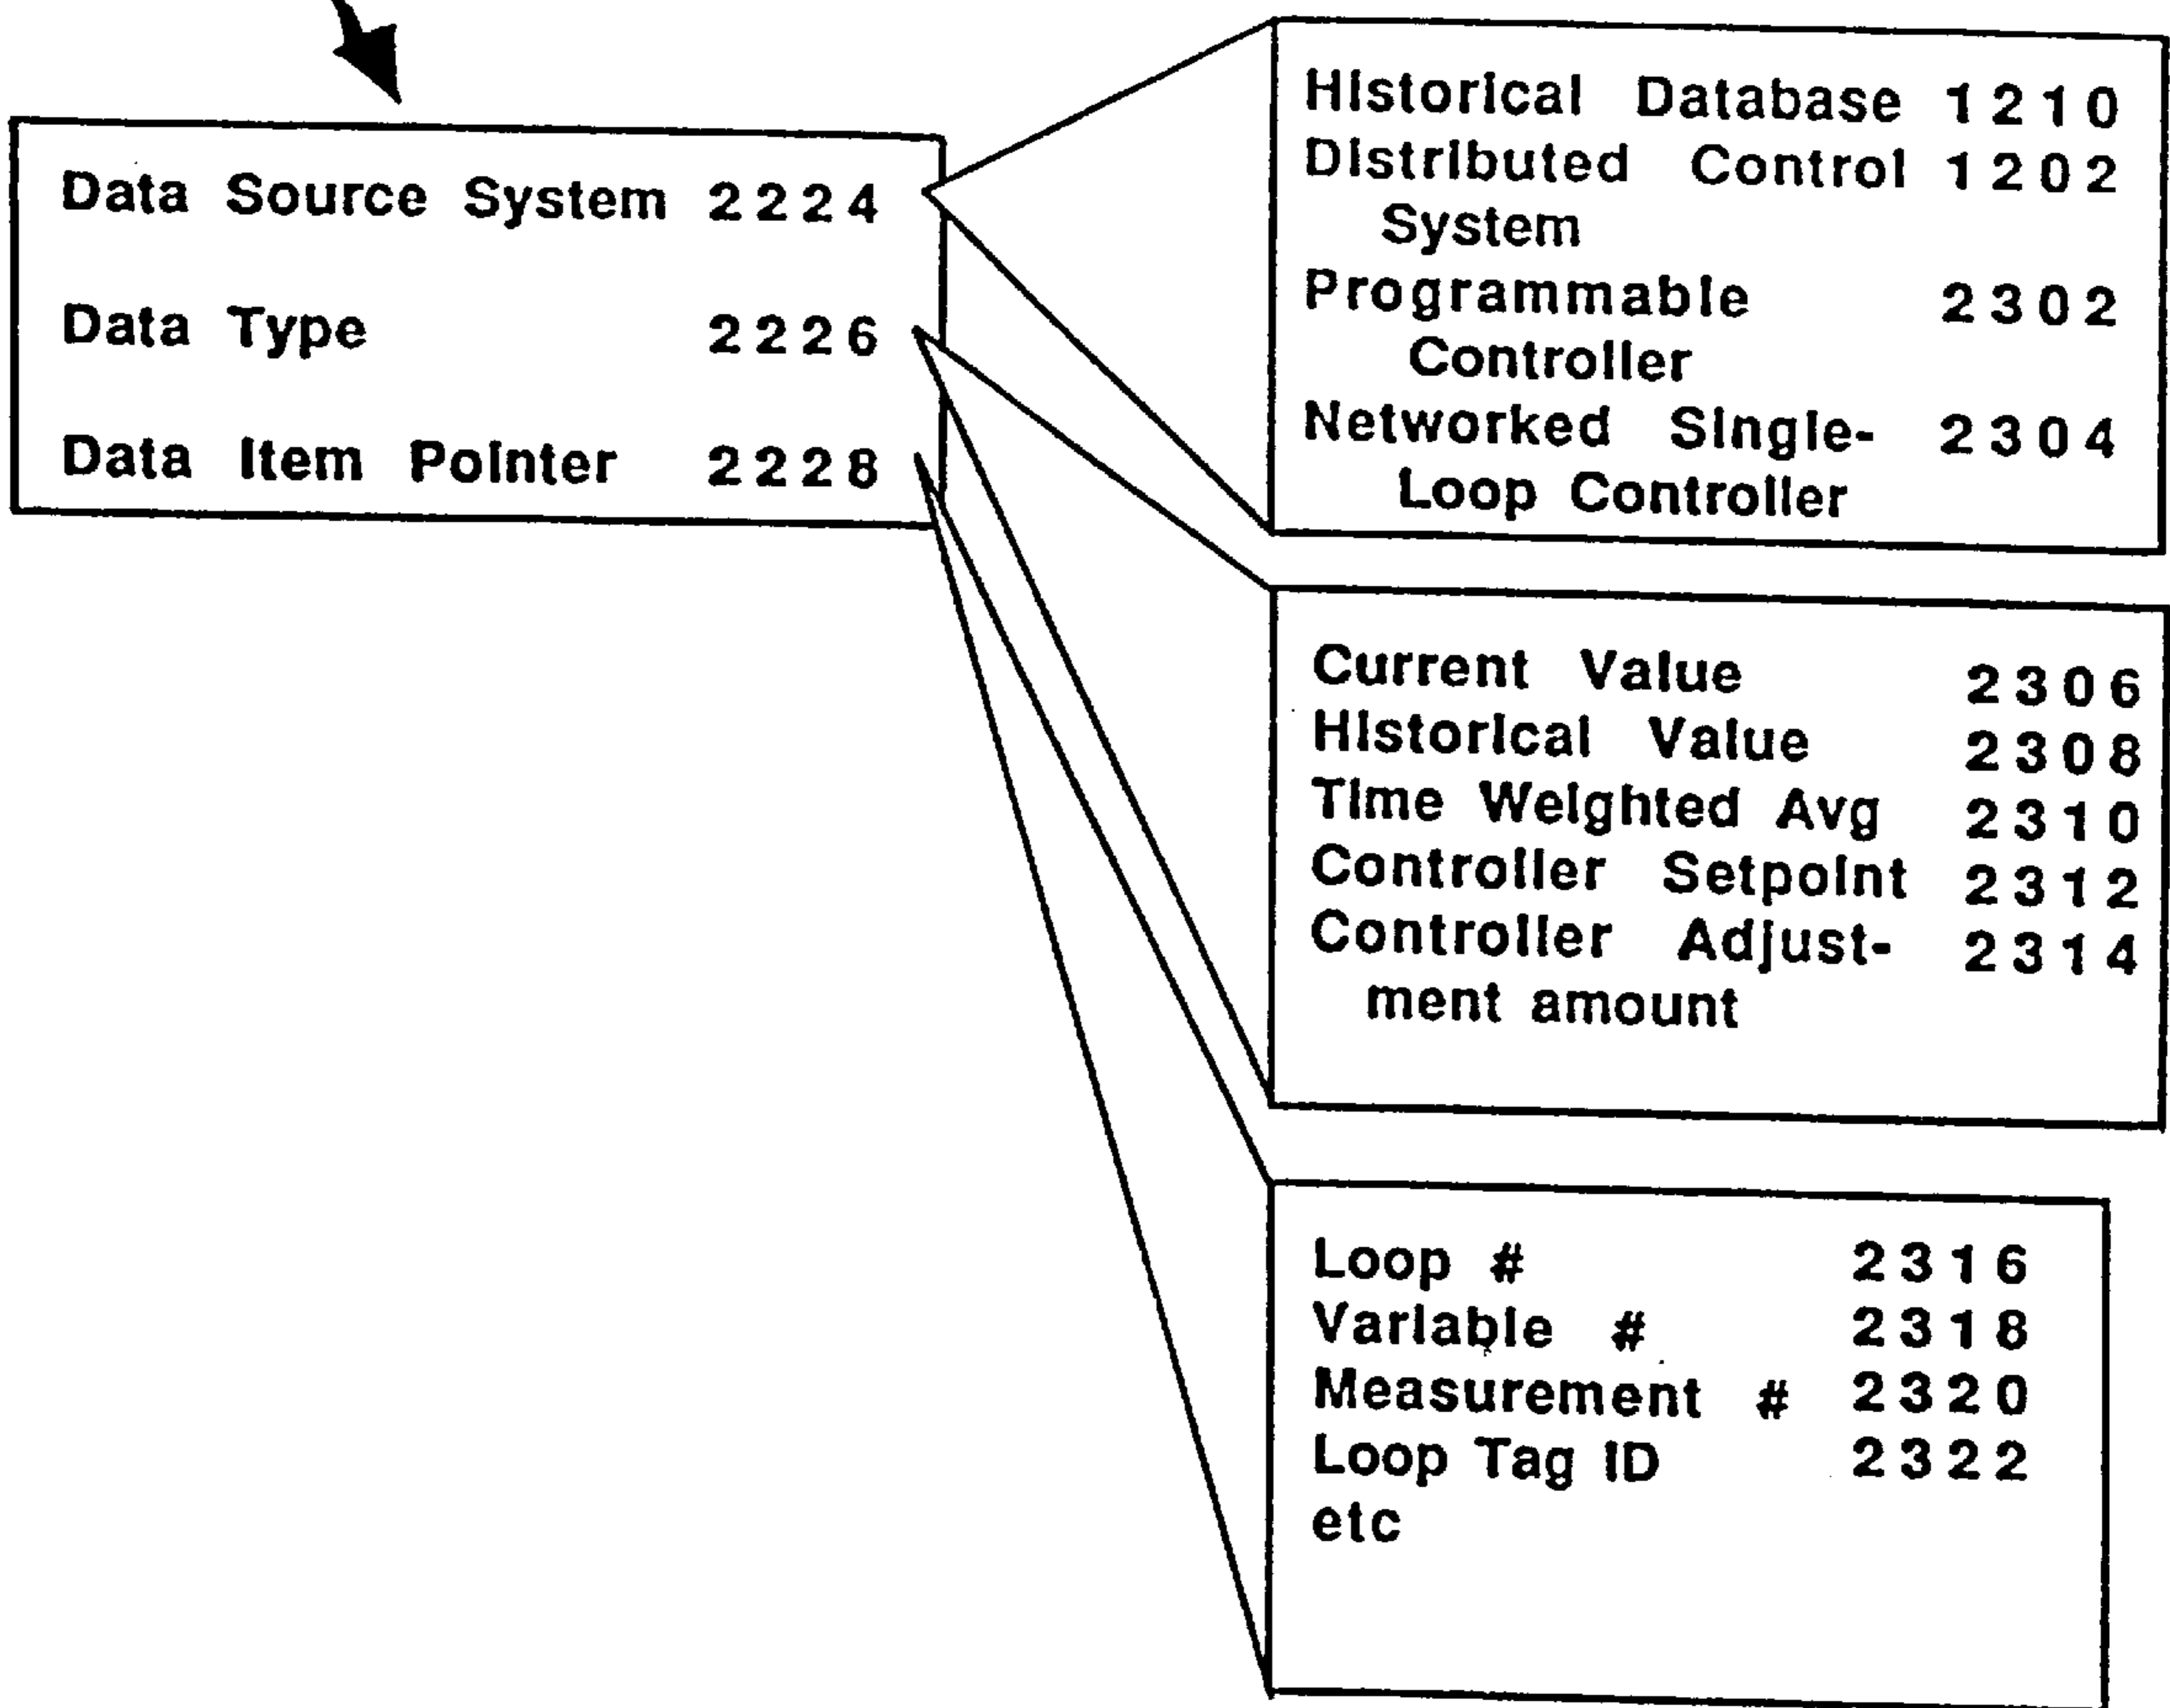 Data Source System 2224
Data Type 2226
Data Item Pointer 2228
Historical Database 1210
Distributed Control 1202
System
Programmable 2302
Controller
Networked Single- 2304
Loop Controller
Current Value 2306
Historical Value 2308
Time Weighted Avg 2310
Controller Setpoint 2312
Controller Adjust- 2314
ment amount
Loop # 2316
Variable # 2318
Measurement # 2320
Loop Tag ID 2322
etc